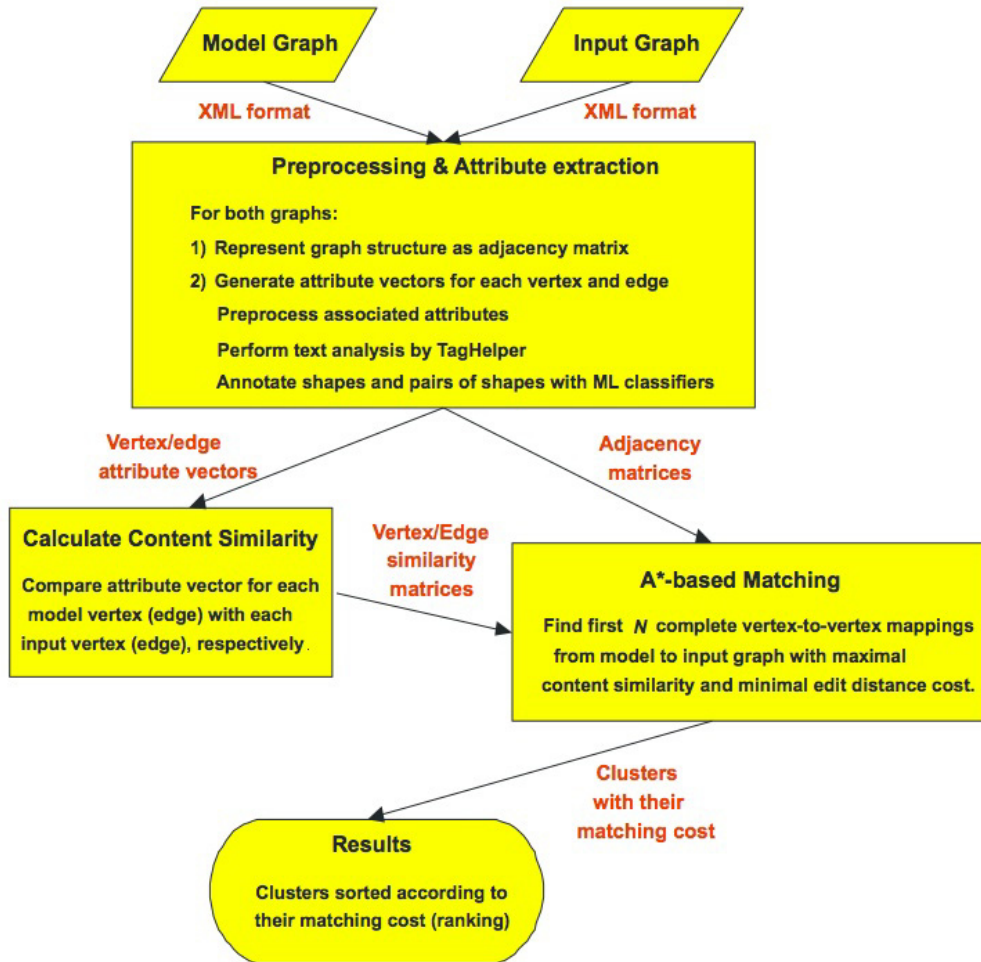 Model Graph
Input Graph
XML format
XML format
Preprocessing & Attribute extraction
For both graphs:
1) Represent graph structure as adjacency matrix
2) Generate attribute vectors for each vertex and edge
Preprocess associated attributes
Perform text analysis by TagHelper
Annotate shapes and pairs of shapes with ML classifiers
Vertex/edge
attribute vectors
Adjacency
matrices
Calculate Content Similarity
Compare attribute vector for each
model vertex (edge) with each
input vertex (edge), respectively.
Vertex/Edge
similarity
matrices
A*-based Matching
Find first N complete vertex-to-vertex mappings
from model to input graph with maximal
content similarity and minimal edit distance cost.
Clusters
with their
matching cost
Results
Clusters sorted according to
their matching cost (ranking)